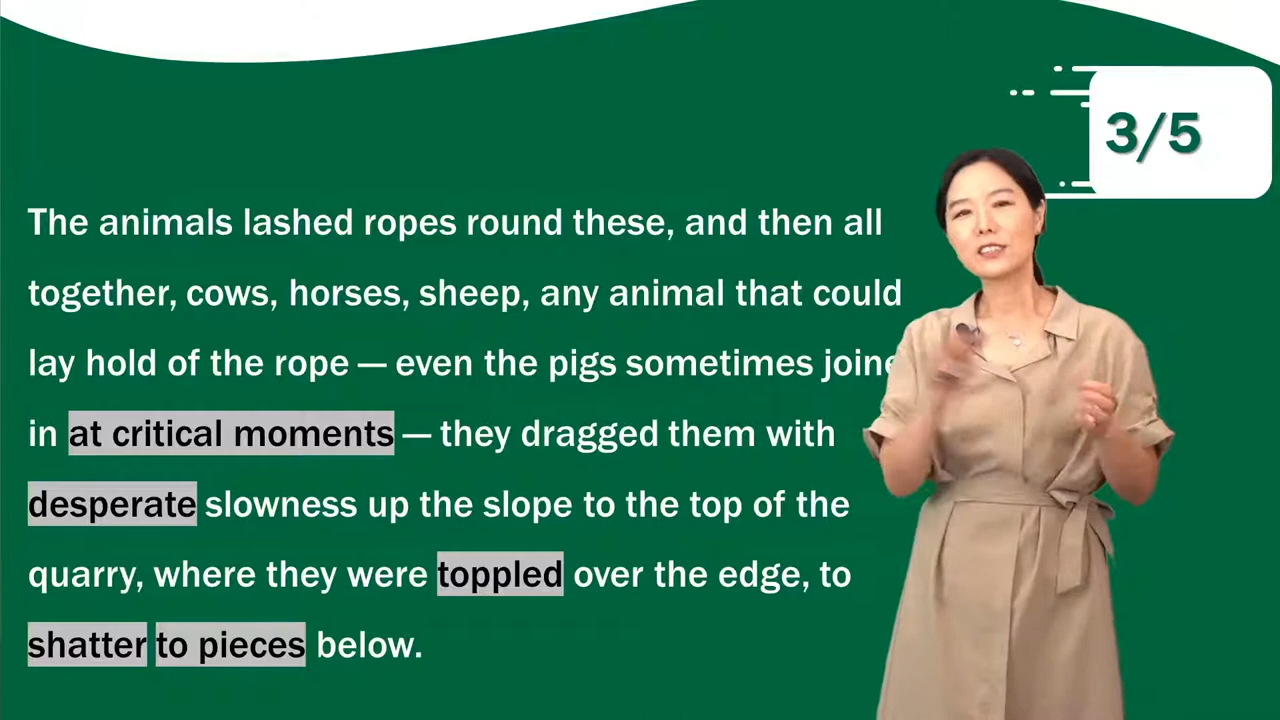 3/5
The animals lashed ropes round these, and then all
together, cows, horses, sheep, any animal that could
lay hold of the rope — even the pigs sometimes joine
in at critical moments — they dragged them with
desperate slowness up the slope to the top of the
quarry, where they were toppled over the edge, to
shatter to pieces below.